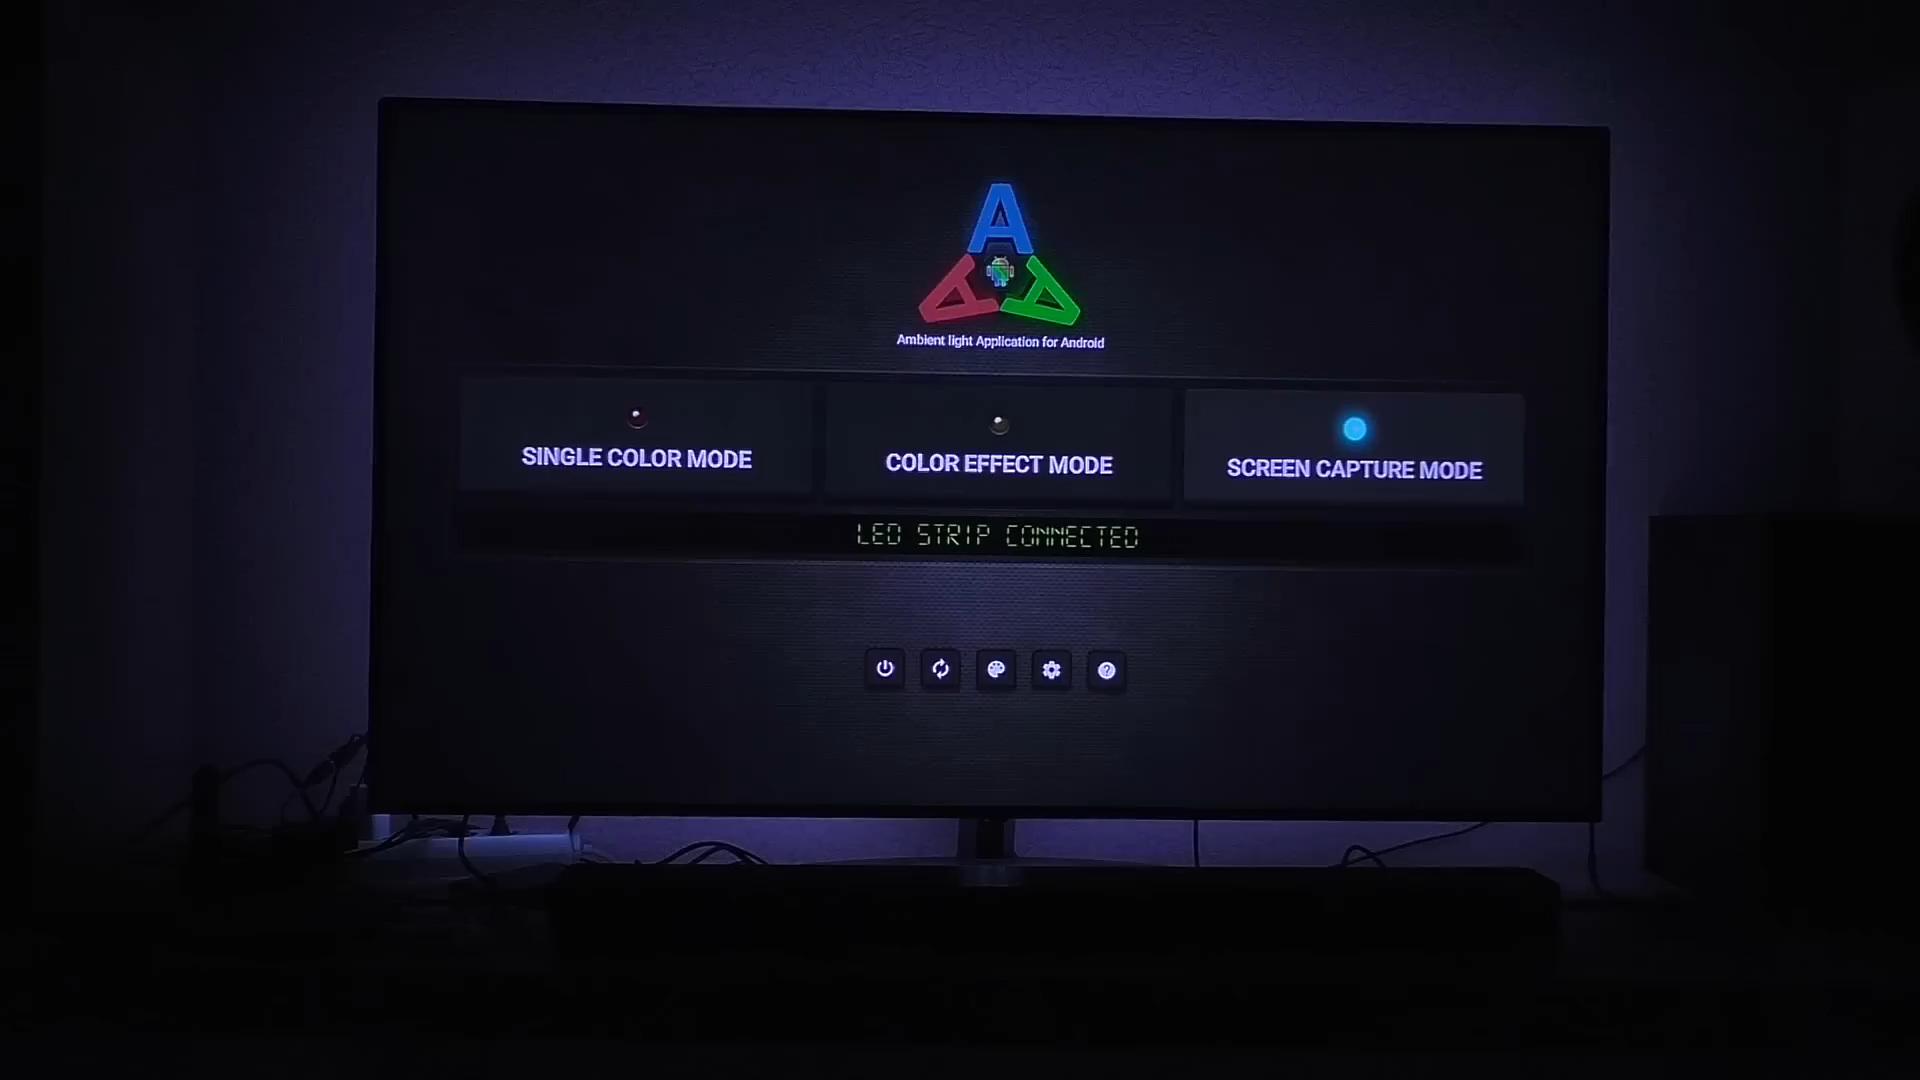 A
A A
Ambient light Application for Android
SINGLE COLOR MODE
COLOR EFFECT MODE
SCREEN CAPTURE MODE
LED STRIP CONNECTED
?